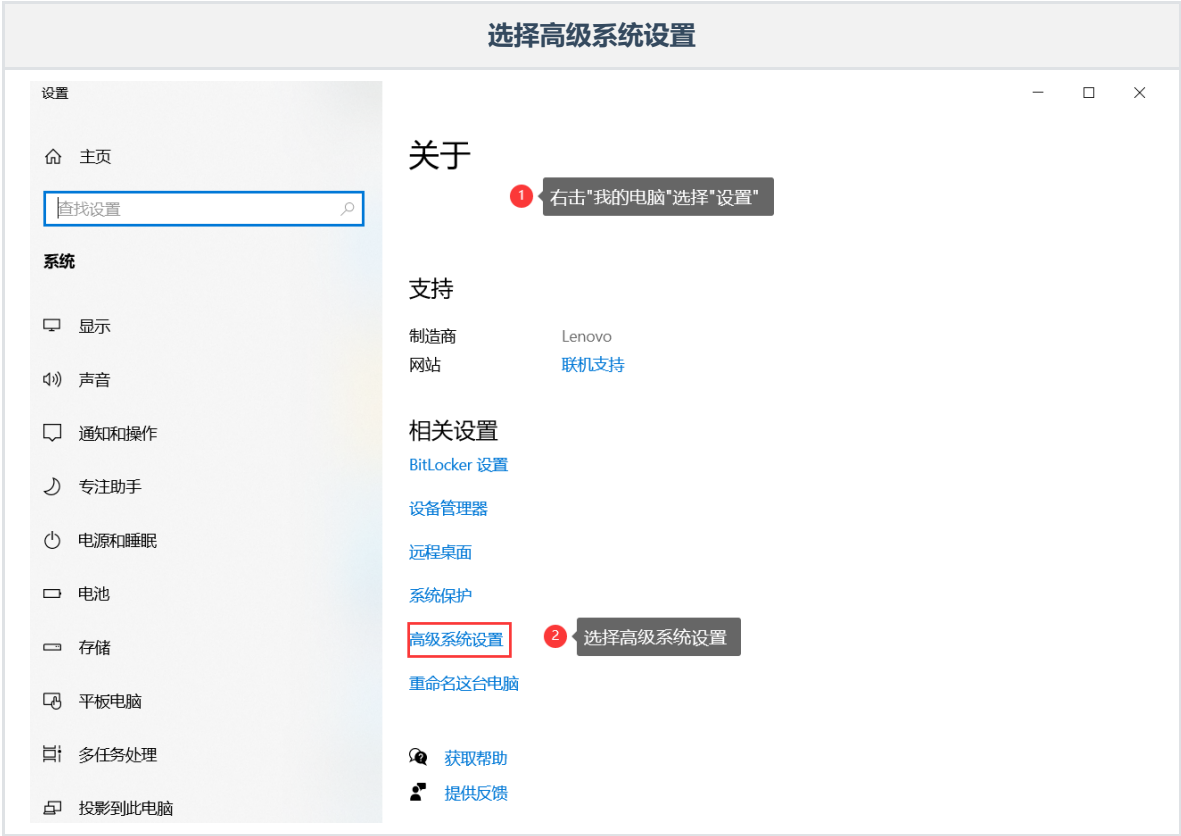 选择高级系统设置
设置
主页
查找设置
系统
显示
声音
通知和操作
专注助手
电源和睡眠
电池
存储
平板电脑
多任务处理
投影到此电脑
关于
1 右击"我的电脑"选择"设置"
支持
制造商 Lenovo
网站 联机支持
相关设置
BitLocker 设置
设备管理器
远程桌面
系统保护
高级系统设置 2 选择高级系统设置
重命名这台电脑
获取帮助
提供反馈